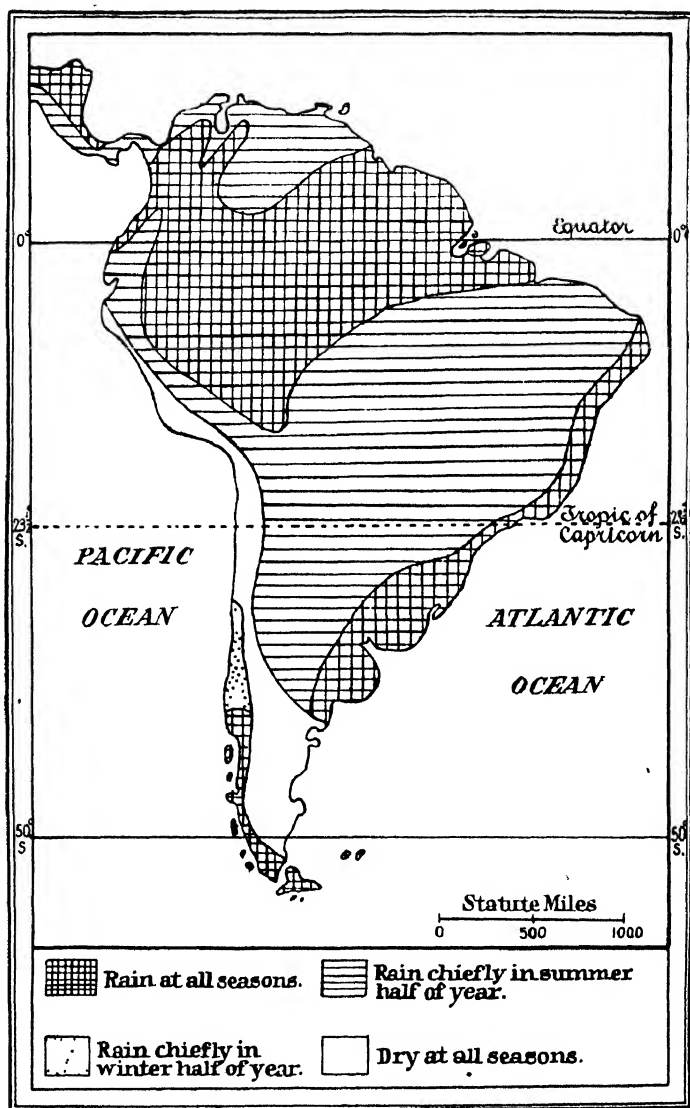 Equator
0°
0°
Tropic of
Capricorn
23½
S.
S.
PACIFIC
OCEAN
ATLANTIC
OCEAN
50°
S
50°
S.
Statute Miles
0 500 1000
Rain at all seasons.
Rain chiefly in summer
half of year.
Rain chiefly in
winter half of year.
Dry at all seasons.